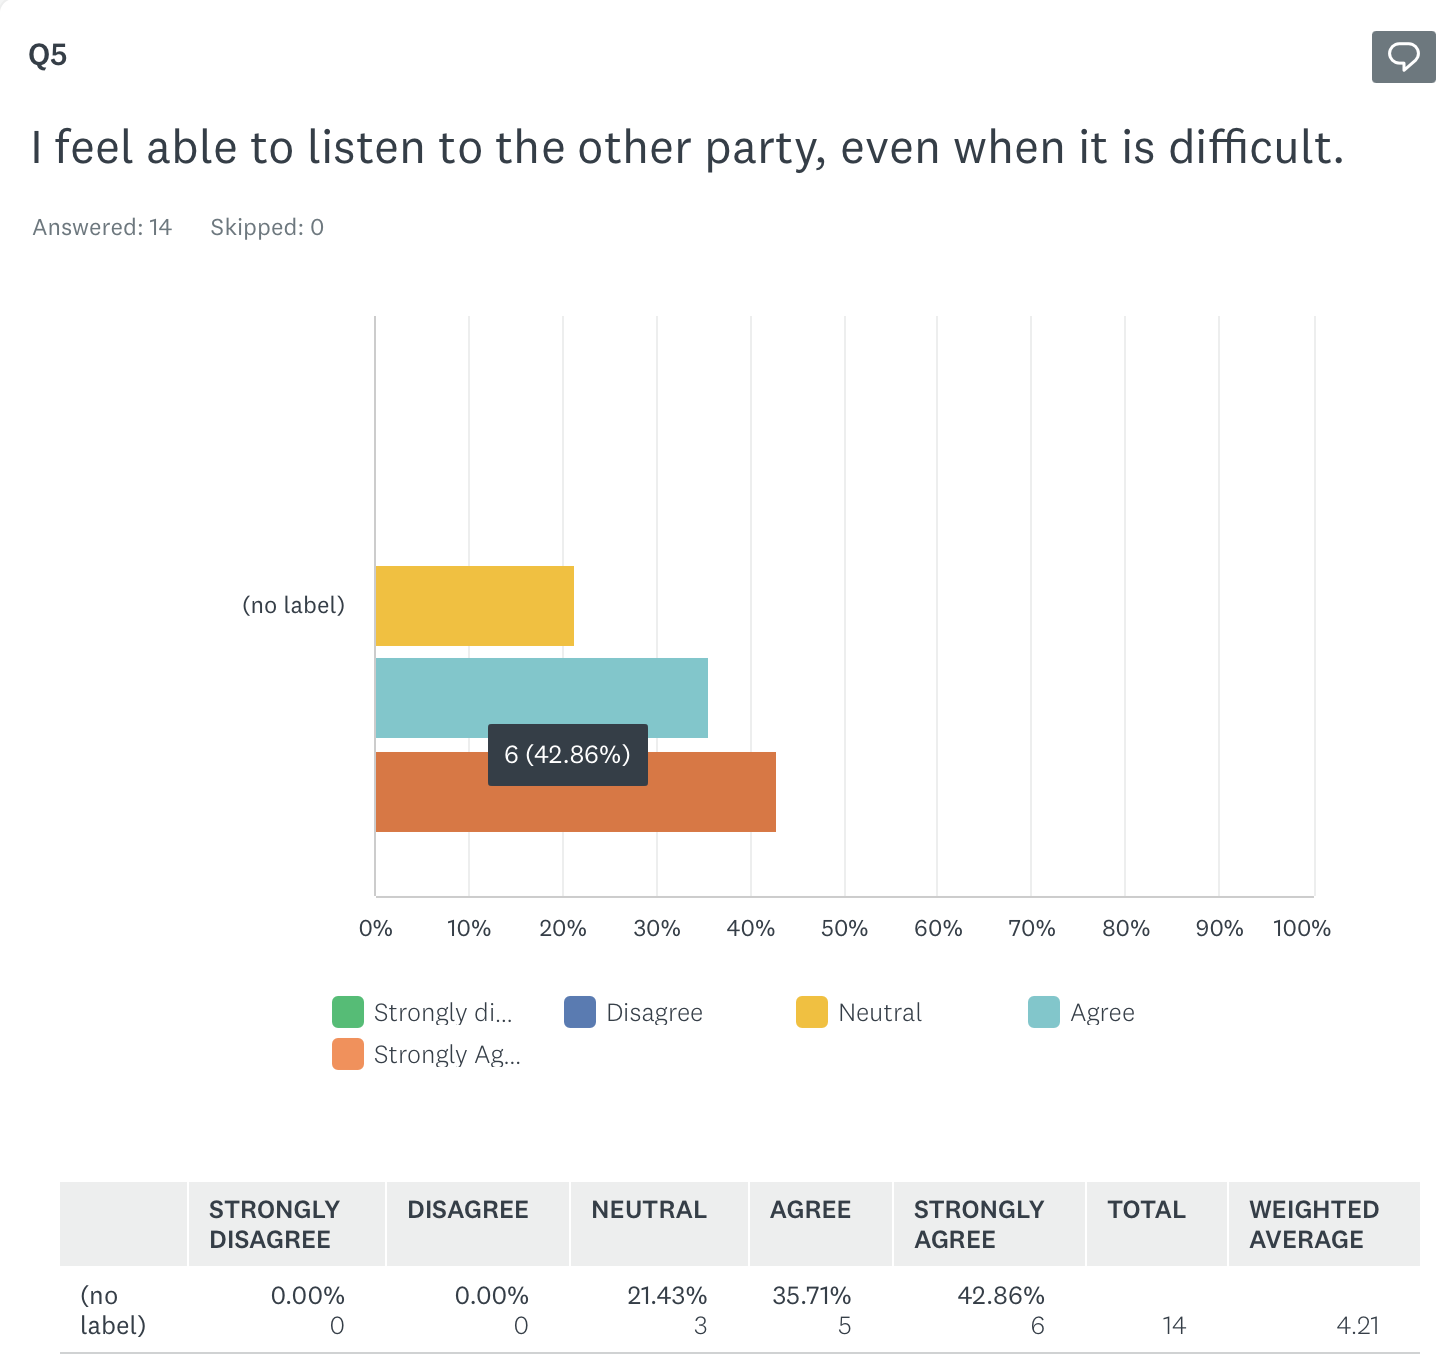 Q5
I feel able to listen to the other party, even when it is difficult.
Answered: 14 Skipped: 0
(no label)
6 (42.86%)
0% 10% 20% 30% 40% 50% 60% 70% 80% 90% 100%
Strongly di... Disagree Neutral Agree
Strongly Ag...
STRONGLY DISAGREE NEUTRAL AGREE STRONGLY TOTAL WEIGHTED
DISAGREE AGREE AVERAGE
(no 0.00% 0.00% 21.43% 35.71% 42.86%
label) 0 0 3 5 6 14 4.21